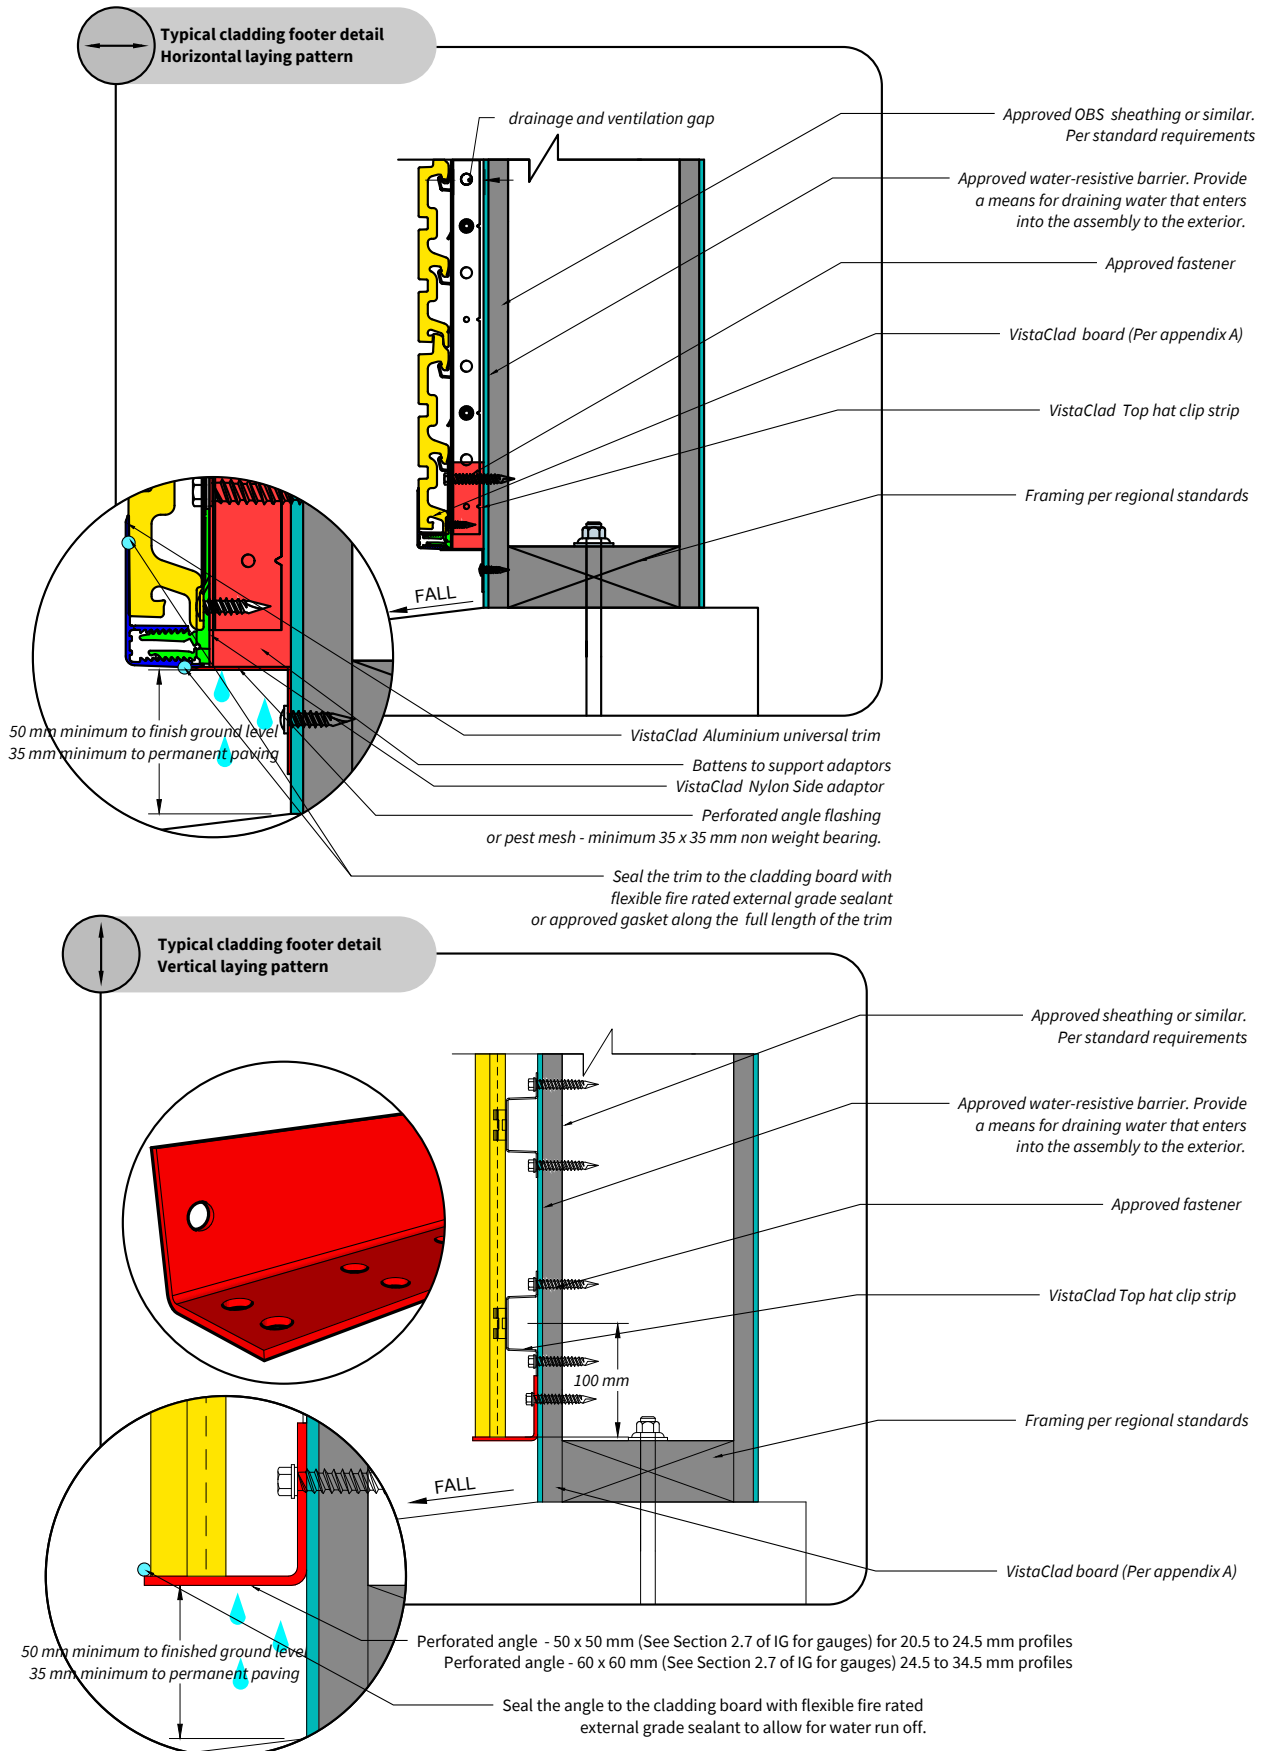 Typical cladding footer detail
Horizontal laying pattern
drainage and ventilation gap
Approved OBS sheathing or similar.
Per standard requirements
Approved water-resistive barrier. Provide
a means for draining water that enters
into the assembly to the exterior.
Approved fastener
VistaClad board (Per appendix A)
VistaClad Top hat clip strip
Framing per regional standards
FALL
50 mm minimum to finish ground level
35 mm minimum to permanent paving
VistaClad Aluminium universal trim
Battens to support adaptors
VistaClad Nylon Side adaptor
Perforated angle flashing
or pest mesh - minimum 35 x 35 mm non weight bearing.
Seal the trim to the cladding board with
flexible fire rated external grade sealant
or approved gasket along the full length of the trim
Typical cladding footer detail
Vertical laying pattern
Approved sheathing or similar.
Per standard requirements
Approved water-resistive barrier. Provide
a means for draining water that enters
into the assembly to the exterior.
Approved fastener
VistaClad Top hat clip strip
100 mm
Framing per regional standards
FALL
VistaClad board (Per appendix A)
50 mm minimum to finished ground level
35 mm minimum to permanent paving
Perforated angle - 50 x 50 mm (See Section 2.7 of IG for gauges) for 20.5 to 24.5 mm profiles
Perforated angle - 60 x 60 mm (See Section 2.7 of IG for gauges) 24.5 to 34.5 mm profiles
Seal the angle to the cladding board with flexible fire rated
external grade sealant to allow for water run off.